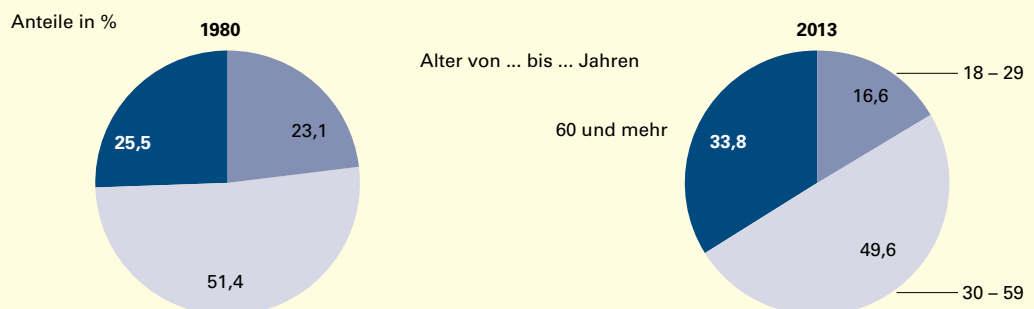 Anteile in %
1980
2013
Alter von ... bis ... Jahren
18 – 29
16,6
23,1
60 und mehr
25,5
33,8
49,6
51,4
30 – 59